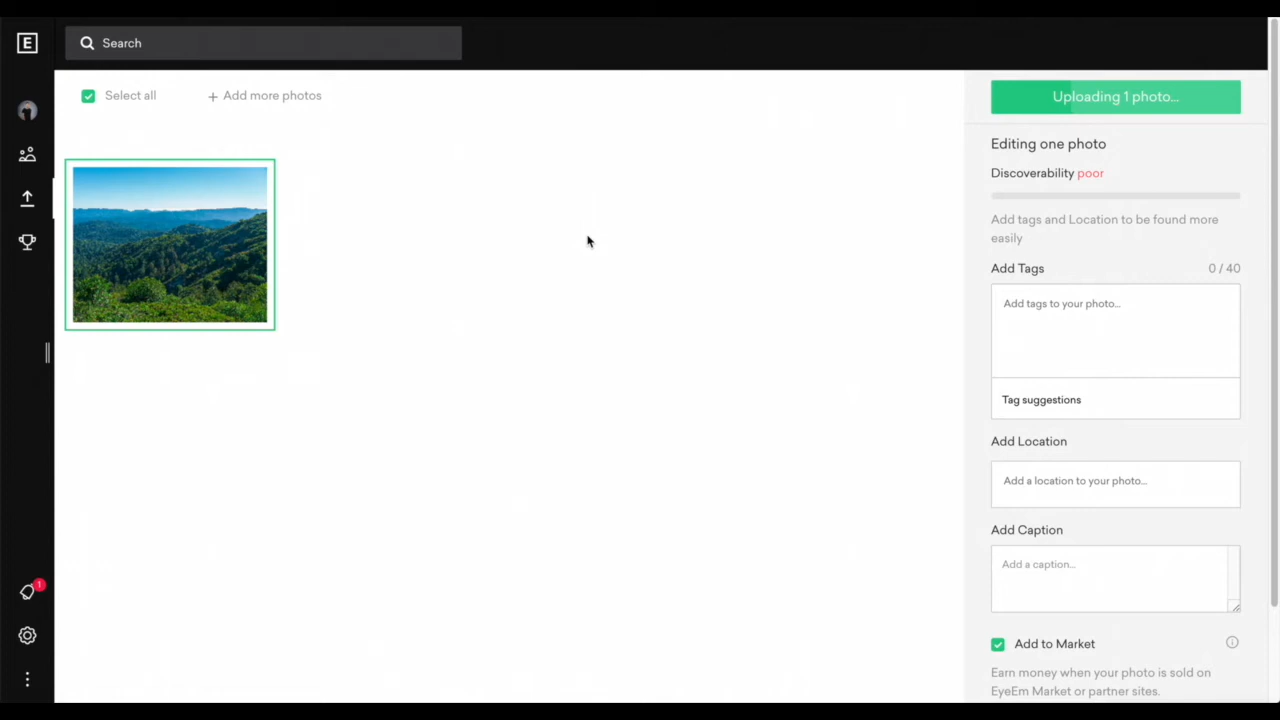 E
Search
Select all
+ Add more photos
Uploading 1 photo...
Editing one photo
Discoverability poor
Add tags and Location to be found more
easily
Add Tags
0 / 40
Add tags to your photo...
Tag suggestions
Add Location
Add a location to your photo...
Add Caption
Add a caption...
1
Add to Market
Earn money when your photo is sold on
EyeEm Market or partner sites.